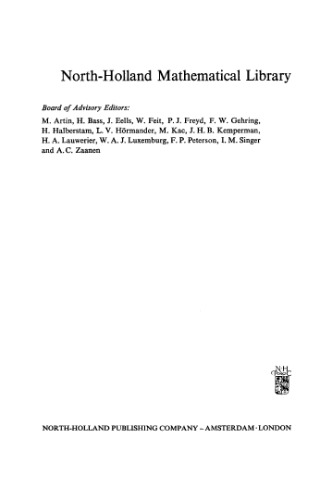 North-Holland Mathematical Library
Board of Advisory Editors:
M. Artin, H. Bass, J. Eells, W. Feit, P. J. Freyd, F. W. Gehring,
H. Halberstam, L. V. Hörmander, M. Kac, J. H. B. Kemperman,
H. A. Lauwerier, W. A. J. Luxemburg, F. P. Peterson, I. M. Singer
and A. C. Zaanen
NORTH-HOLLAND PUBLISHING COMPANY – AMSTERDAM · LONDON